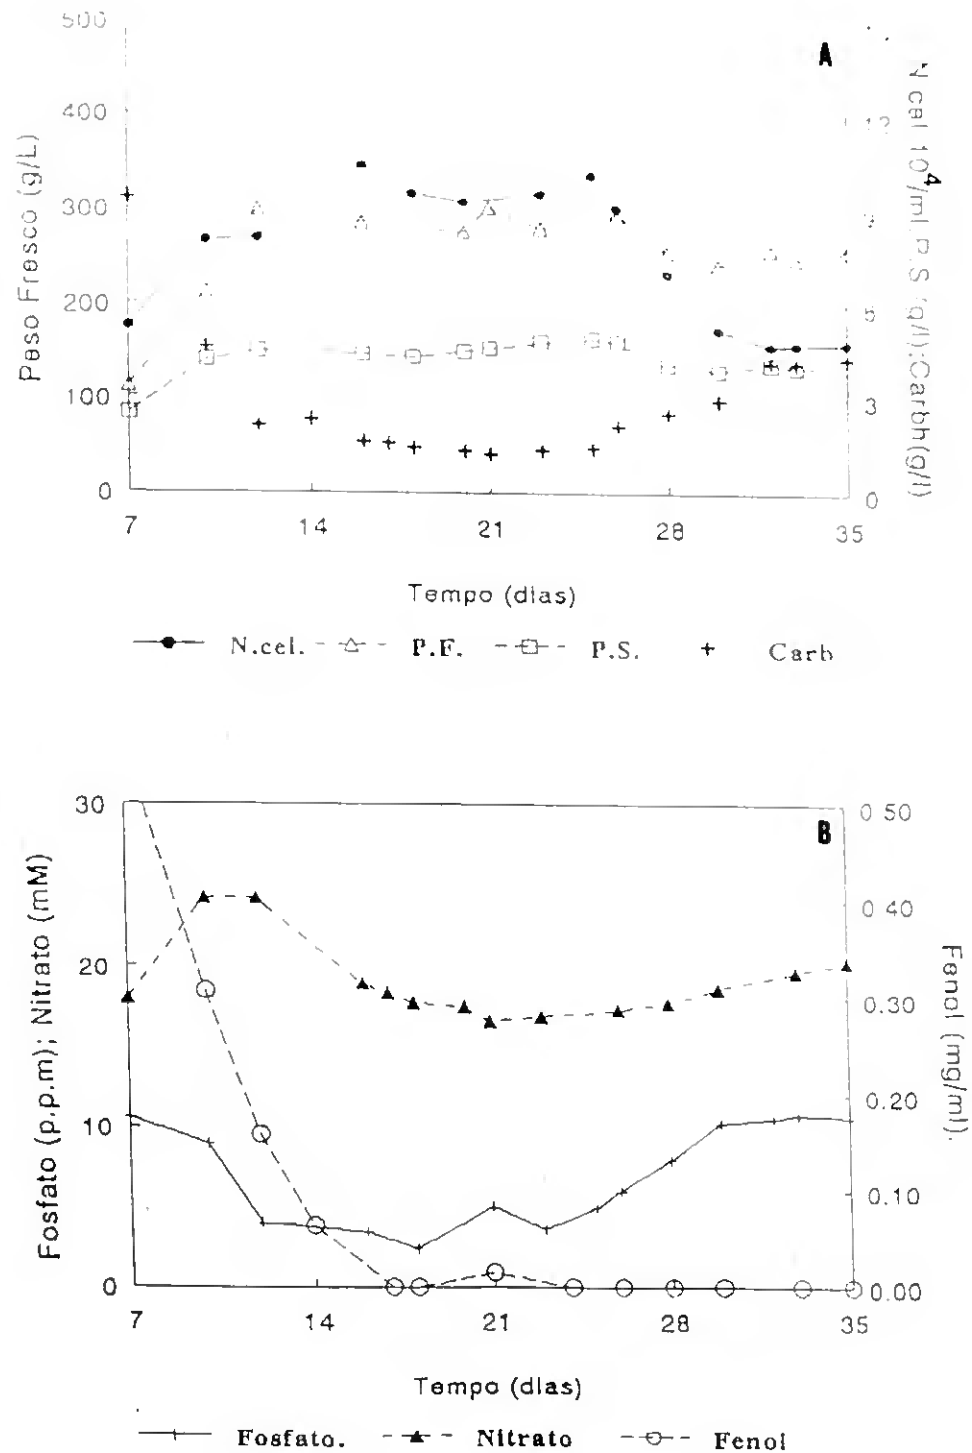 A
500
400
300
200
100
0
Peso Fresco (g/L)
12
9
6
3
0
N cel 10⁴/ml P.S (g/l);Carbh(g/l)
7 14 21 28 35
Tempo (dias)
N.cel. P.F. P.S. Carb
B
30
20
10
0
Fosfato (p.p.m); Nitrato (mM)
0.50
0.40
0.30
0.20
0.10
0.00
Fenol (mg/ml).
7 14 21 28 35
Tempo (dias)
Fosfato. Nitrato Fenol